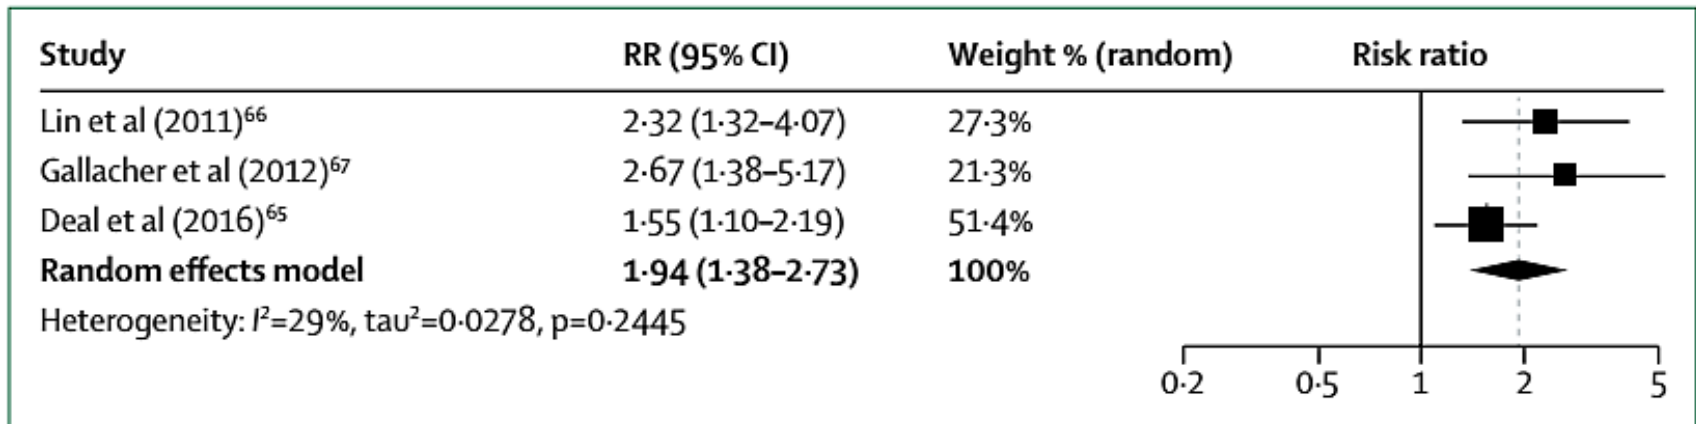 Study RR (95% CI) Weight % (random) Risk ratio
Lin et al (2011)⁶⁶ 2·32 (1·32–4·07) 27·3%
Gallacher et al (2012)⁶⁷ 2·67 (1·38–5·17) 21·3%
Deal et al (2016)⁶⁵ 1·55 (1·10–2·19) 51·4%
Random effects model 1·94 (1·38–2·73) 100%
Heterogeneity: I²=29%, tau²=0·0278, p=0·2445
0·2 0·5 1 2 5